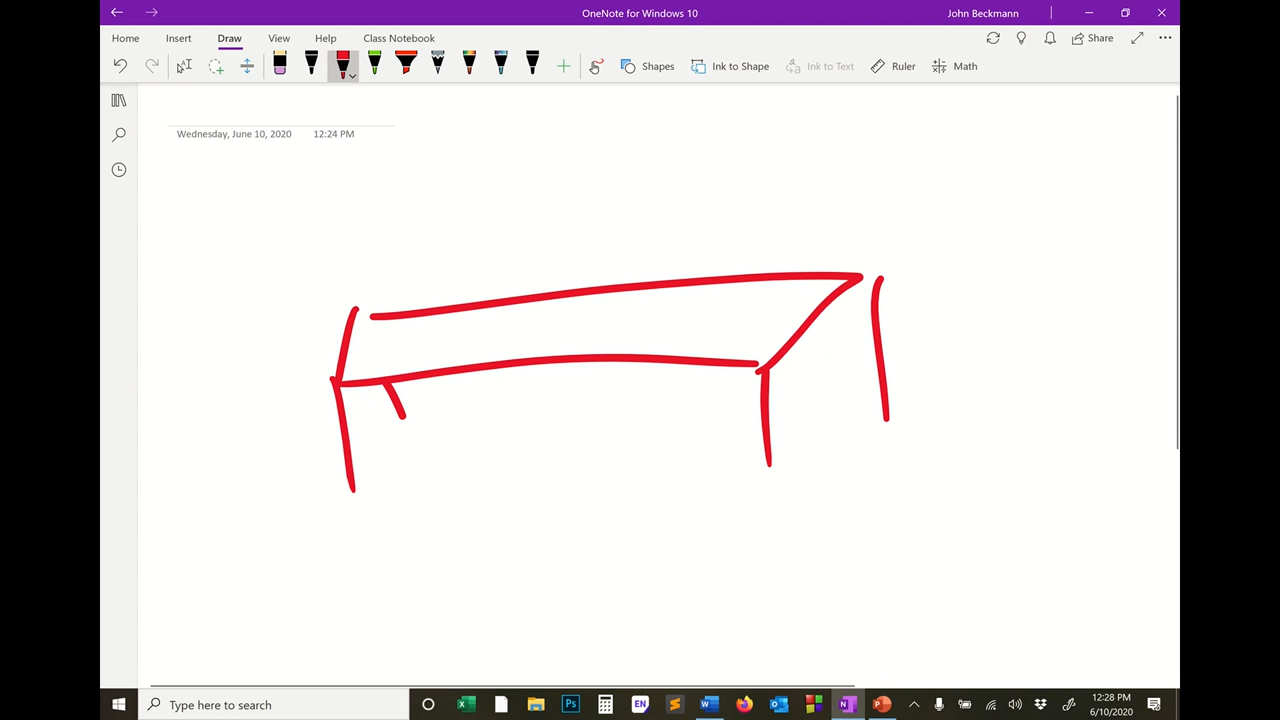 OneNote for Windows 10
John Beckmann
Home Insert Draw View Help Class Notebook
Share
Shapes Ink to Shape Ink to Text Ruler Math
Wednesday, June 10, 2020 12:24 PM
Type here to search
EN
Ps
12:28 PM
6/10/2020